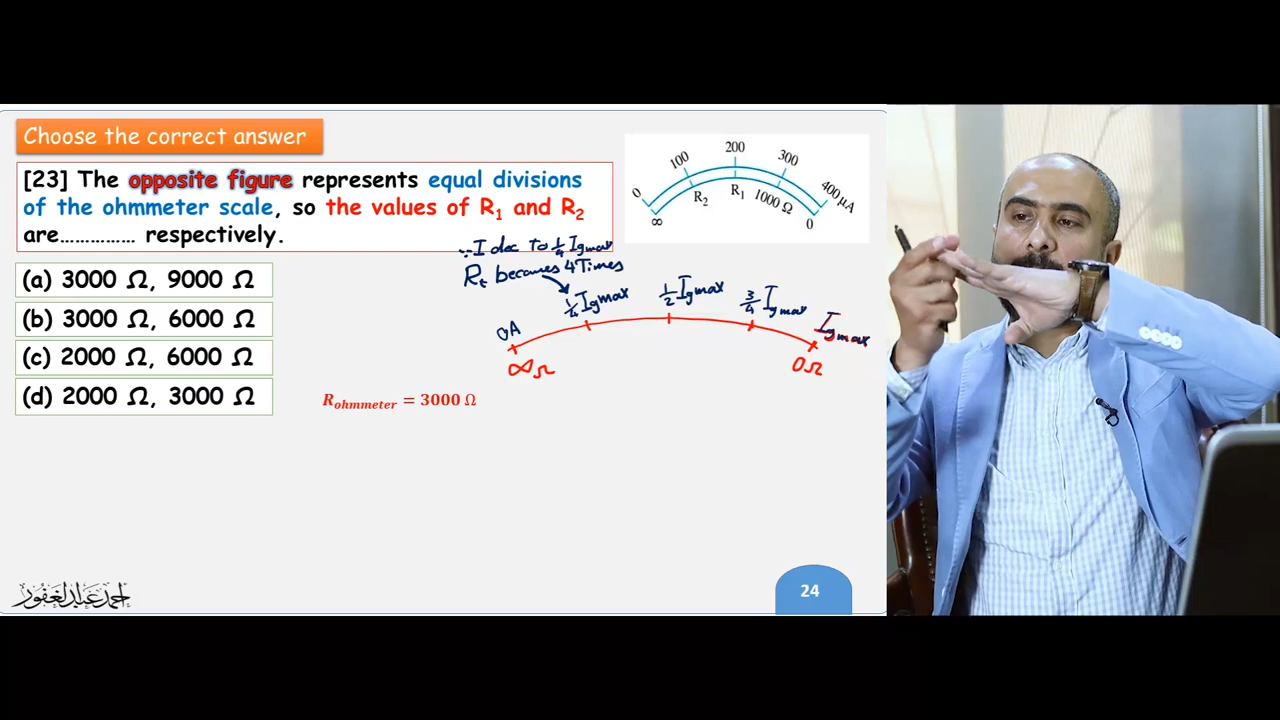 Choose the correct answer
[23] The opposite figure represents equal divisions
of the ohmmeter scale, so the values of R₁ and R₂
are…………… respectively.
0 100 200 300 400 μA
∞ R₂ R₁ 1000 Ω 0
(a) 3000 Ω, 9000 Ω
(b) 3000 Ω, 6000 Ω
(c) 2000 Ω, 6000 Ω
(d) 2000 Ω, 3000 Ω
∵ I dec to ¼ Igmax
Rt becomes 4 Times
0A ¼ Igmax ½ Igmax ¾ Igmax Igmax
∞Ω 0Ω
R_ohmmeter = 3000 Ω
احمد عبد الغفور
24